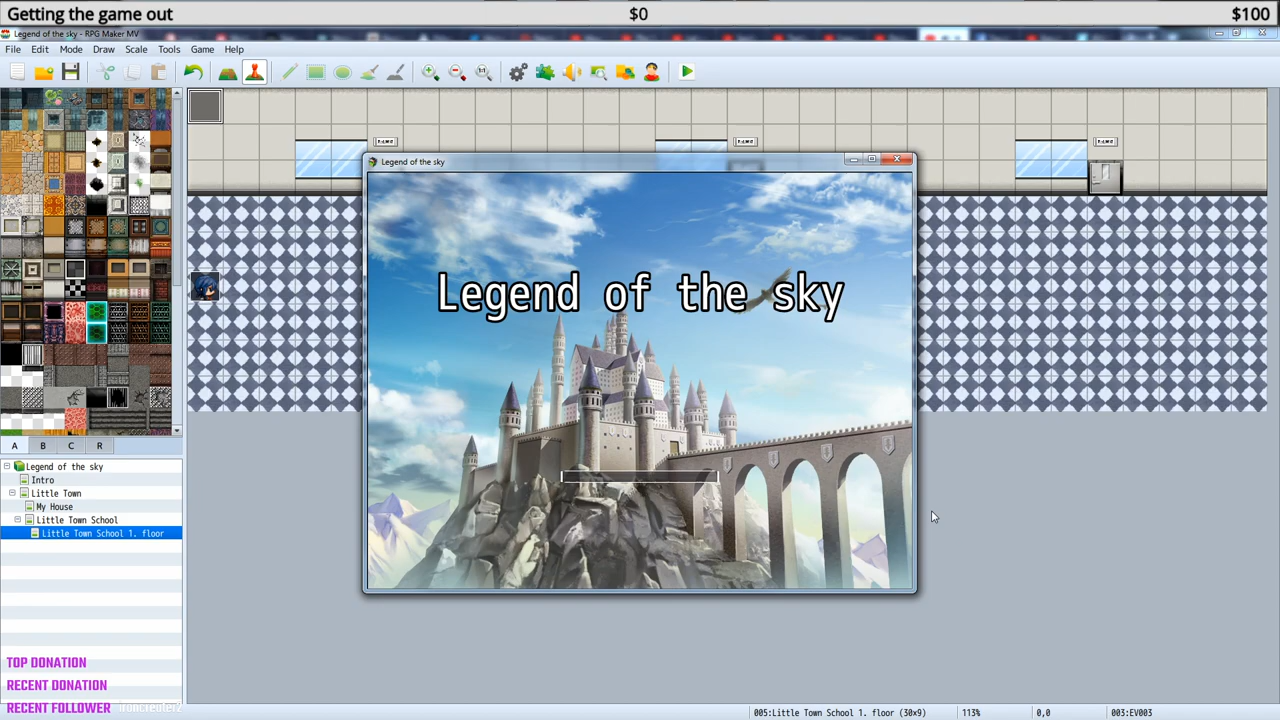 Getting the game out $0 $100
Legend of the sky - RPG Maker MV
File Edit Mode Draw Scale Tools Game Help
Legend of the sky
Legend of the sky
A B C R
Legend of the sky
Intro
Little Town
My House
Little Town School
Little Town School 1. floor
TOP DONATION
RECENT DONATION
RECENT FOLLOWER
005:Little Town School 1. floor (30x9) 113% 0,0 003:EV003